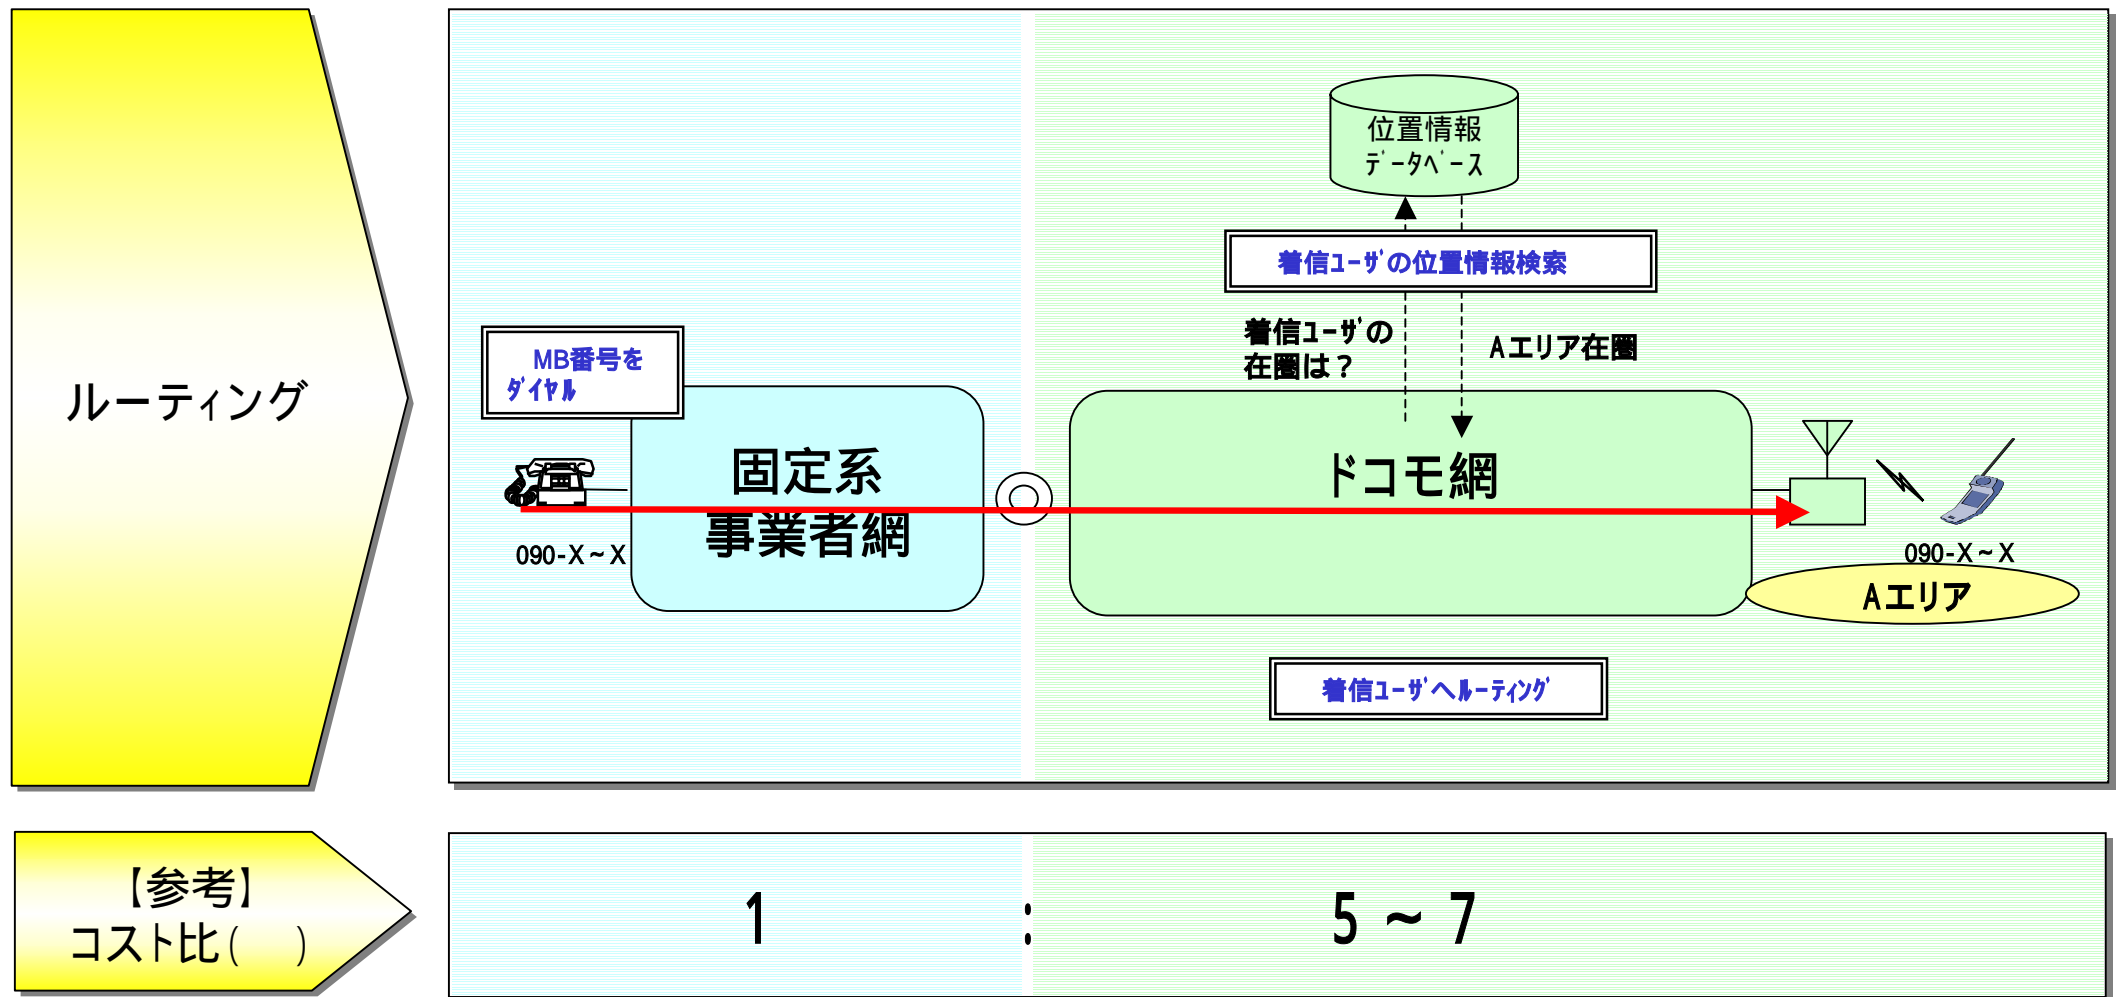 ルーティング
位置情報
ﾃﾞｰﾀﾍﾞｰｽ
着信ﾕｰｻﾞの位置情報検索
着信ﾕｰｻﾞの
在圏は？
Aエリア在圏
MB番号を
ﾀﾞｲﾔﾙ
固定系
事業者網
ドコモ網
090-X～X
090-X～X
Aエリア
着信ﾕｰｻﾞへﾙｰﾃｨﾝｸﾞ
【参考】
コスト比(　)
1 : 5 ～ 7